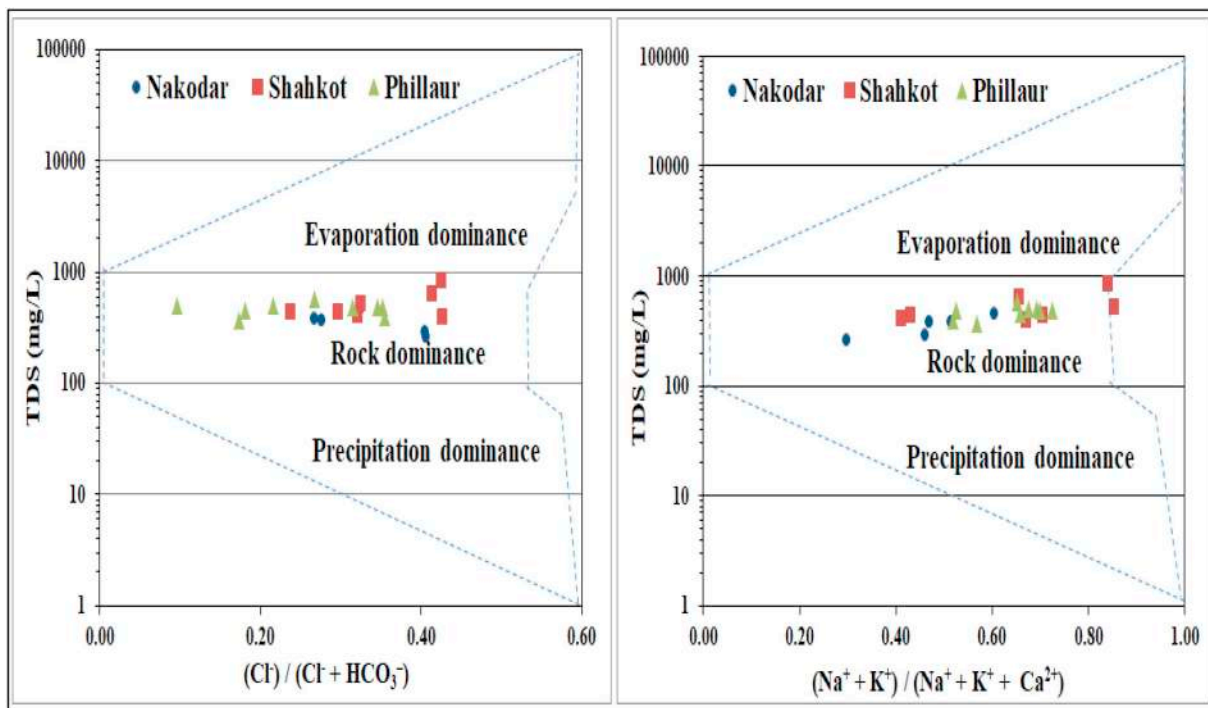 TDS (mg/L)
100000
10000
1000
100
10
1
Nakodar Shahkot Phillaur
Evaporation dominance
Rock dominance
Precipitation dominance
0.00 0.20 0.40 0.60
(Cl⁻) / (Cl⁻ + HCO₃⁻)
TDS (mg/L)
100000
10000
1000
100
10
1
Nakodar Shahkot Phillaur
Evaporation dominance
Rock dominance
Precipitation dominance
0.00 0.20 0.40 0.60 0.80 1.00
(Na⁺ + K⁺) / (Na⁺ + K⁺ + Ca²⁺)